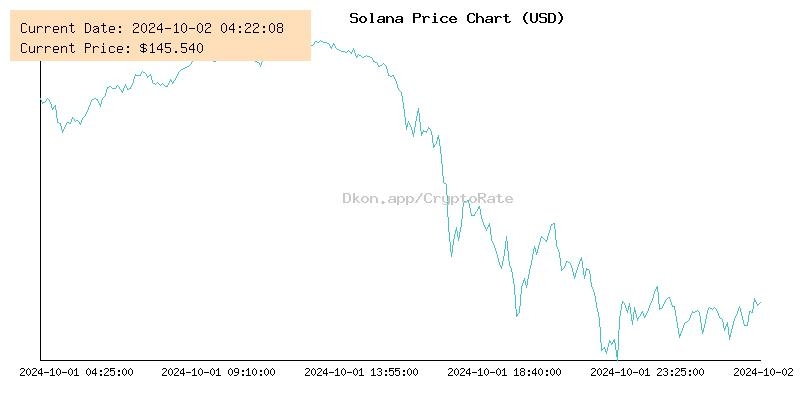 Solana Price Chart (USD)
Current Date: 2024-10-02 04:22:08
Current Price: $145.540
Dkon.app/CryptoRate
2024-10-01 04:25:00 2024-10-01 09:10:00 2024-10-01 13:55:00 2024-10-01 18:40:00 2024-10-01 23:25:00 2024-10-02